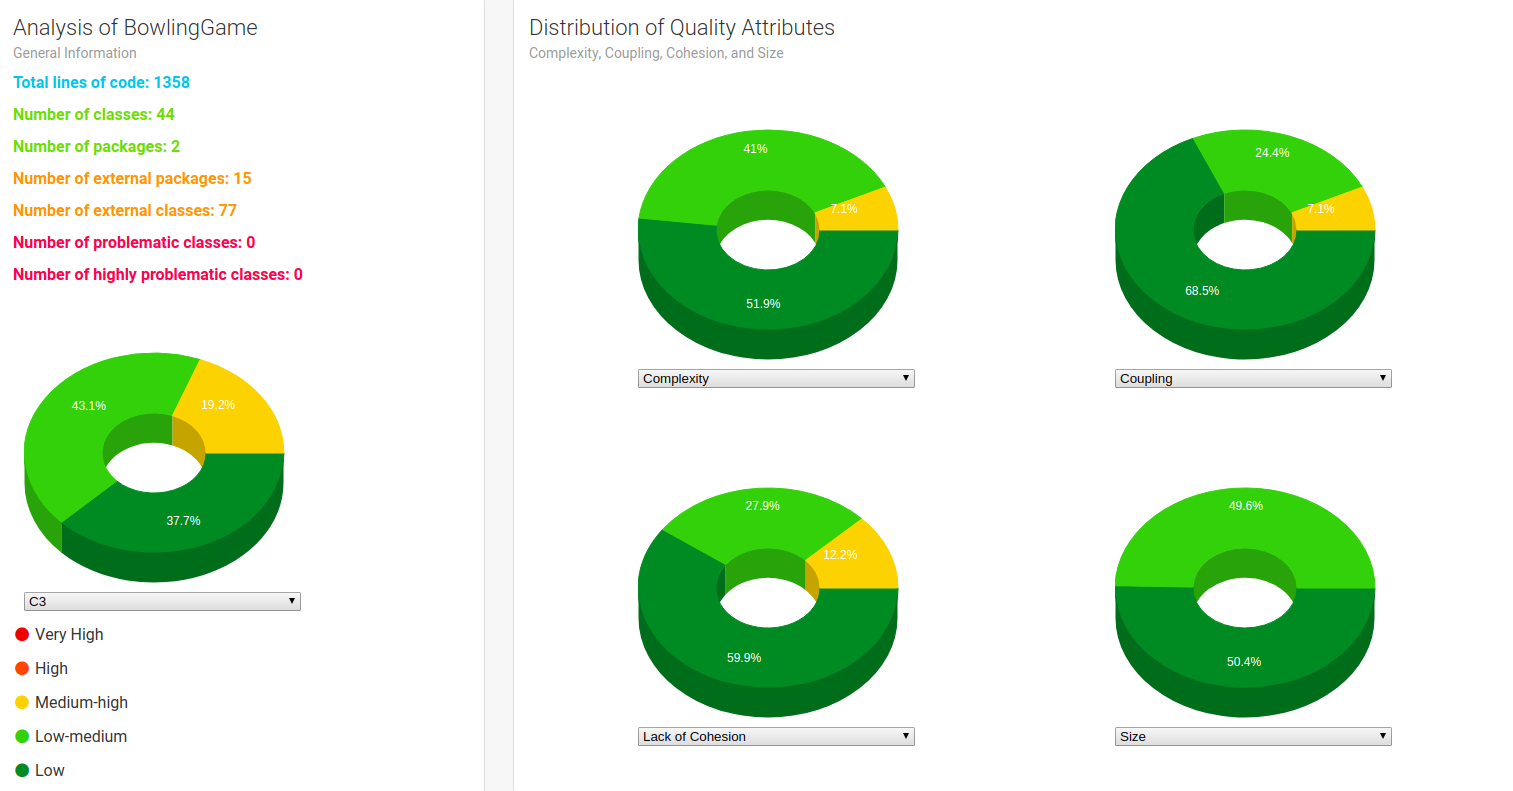 Analysis of BowlingGame
General Information
Total lines of code: 1358
Number of classes: 44
Number of packages: 2
Number of external packages: 15
Number of external classes: 77
Number of problematic classes: 0
Number of highly problematic classes: 0
43.1%
19.2%
37.7%
C3
Very High
High
Medium-high
Low-medium
Low
Distribution of Quality Attributes
Complexity, Coupling, Cohesion, and Size
41%
7.1%
51.9%
Complexity
24.4%
7.1%
68.5%
Coupling
27.9%
12.2%
59.9%
Lack of Cohesion
49.6%
50.4%
Size